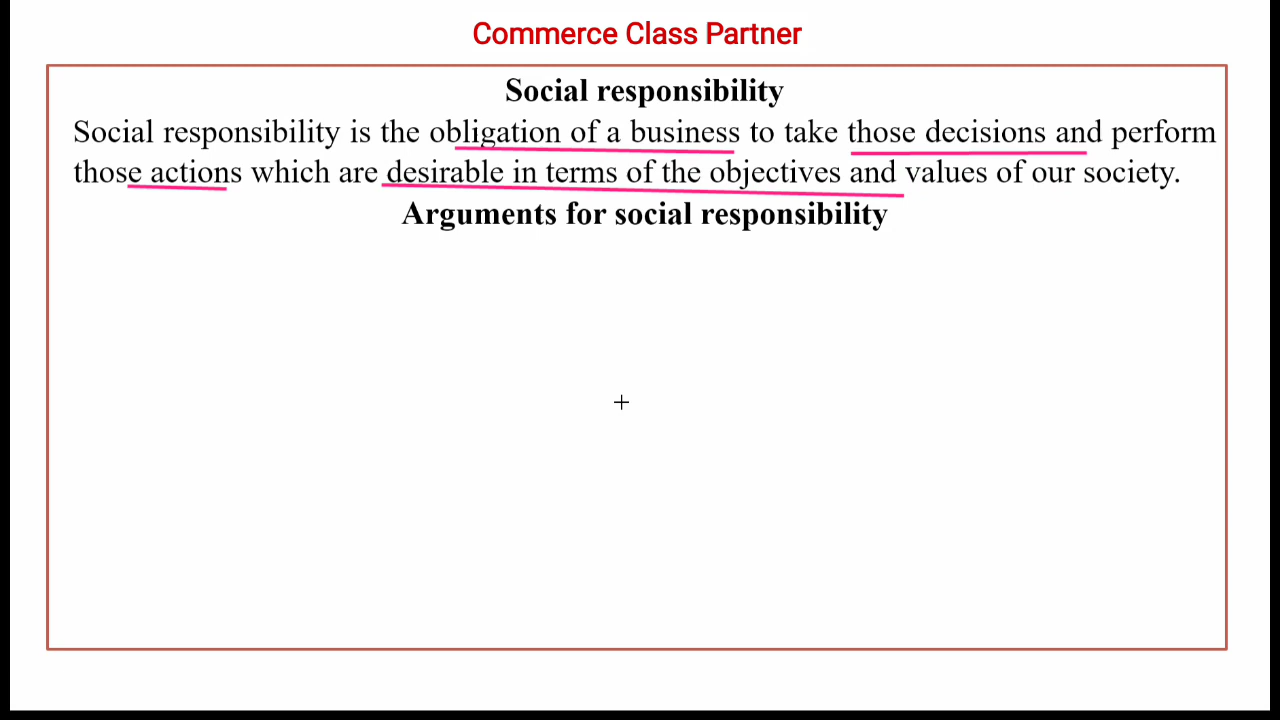 Commerce Class Partner
Social responsibility
Social responsibility is the obligation of a business to take those decisions and perform
those actions which are desirable in terms of the objectives and values of our society.
Arguments for social responsibility